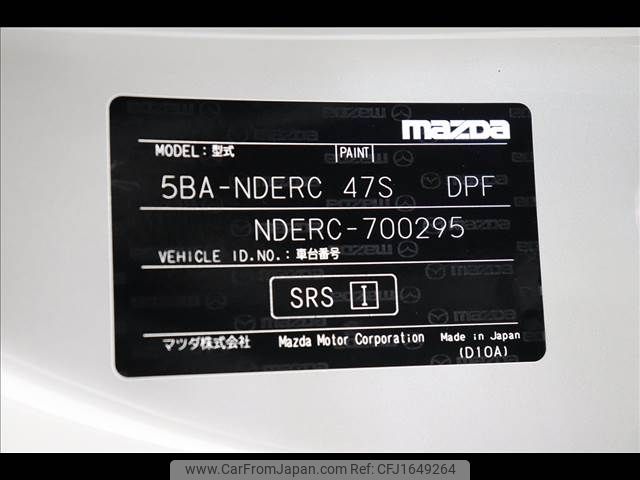 mazda
MODEL : 型式 PAINT
5BA-NDERC 47S DPF
NDERC-700295
VEHICLE ID.NO. : 車台番号
SRS I
マツダ株式会社 Mazda Motor Corporation Made in Japan
(D10A)
© www.CarFromJapan.com ID: CFJ1649264